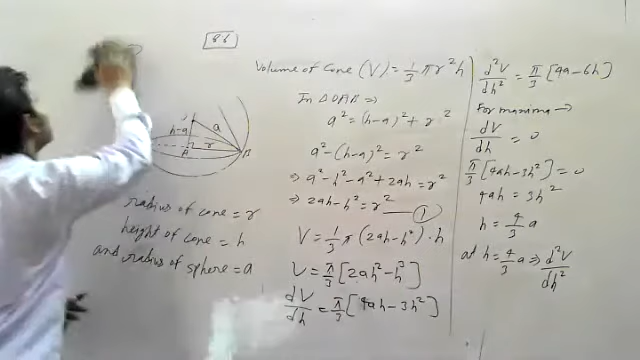 86
h-a
a
r
A
B
radius of cone = r
height of cone = h
and radius of sphere = a
Volume of Cone (V) = 1/3 πr²h
In Δ OAB ⇒
a² = (h-a)² + r²
a² - (h-a)² = r²
⇒ a² - h² - a² + 2ah = r²
⇒ 2ah - h² = r² —①
V = 1/3 π (2ah - h²) · h
V = π/3 [2ah² - h³]
dV/dh = π/3 [4ah - 3h²]
d²V/dh² = π/3 [4a - 6h]
For maxima →
dV/dh = 0
π/3 [4ah - 3h²] = 0
4ah = 3h²
h = 4/3 a
at h = 4/3 a ⇒ d²V/dh²